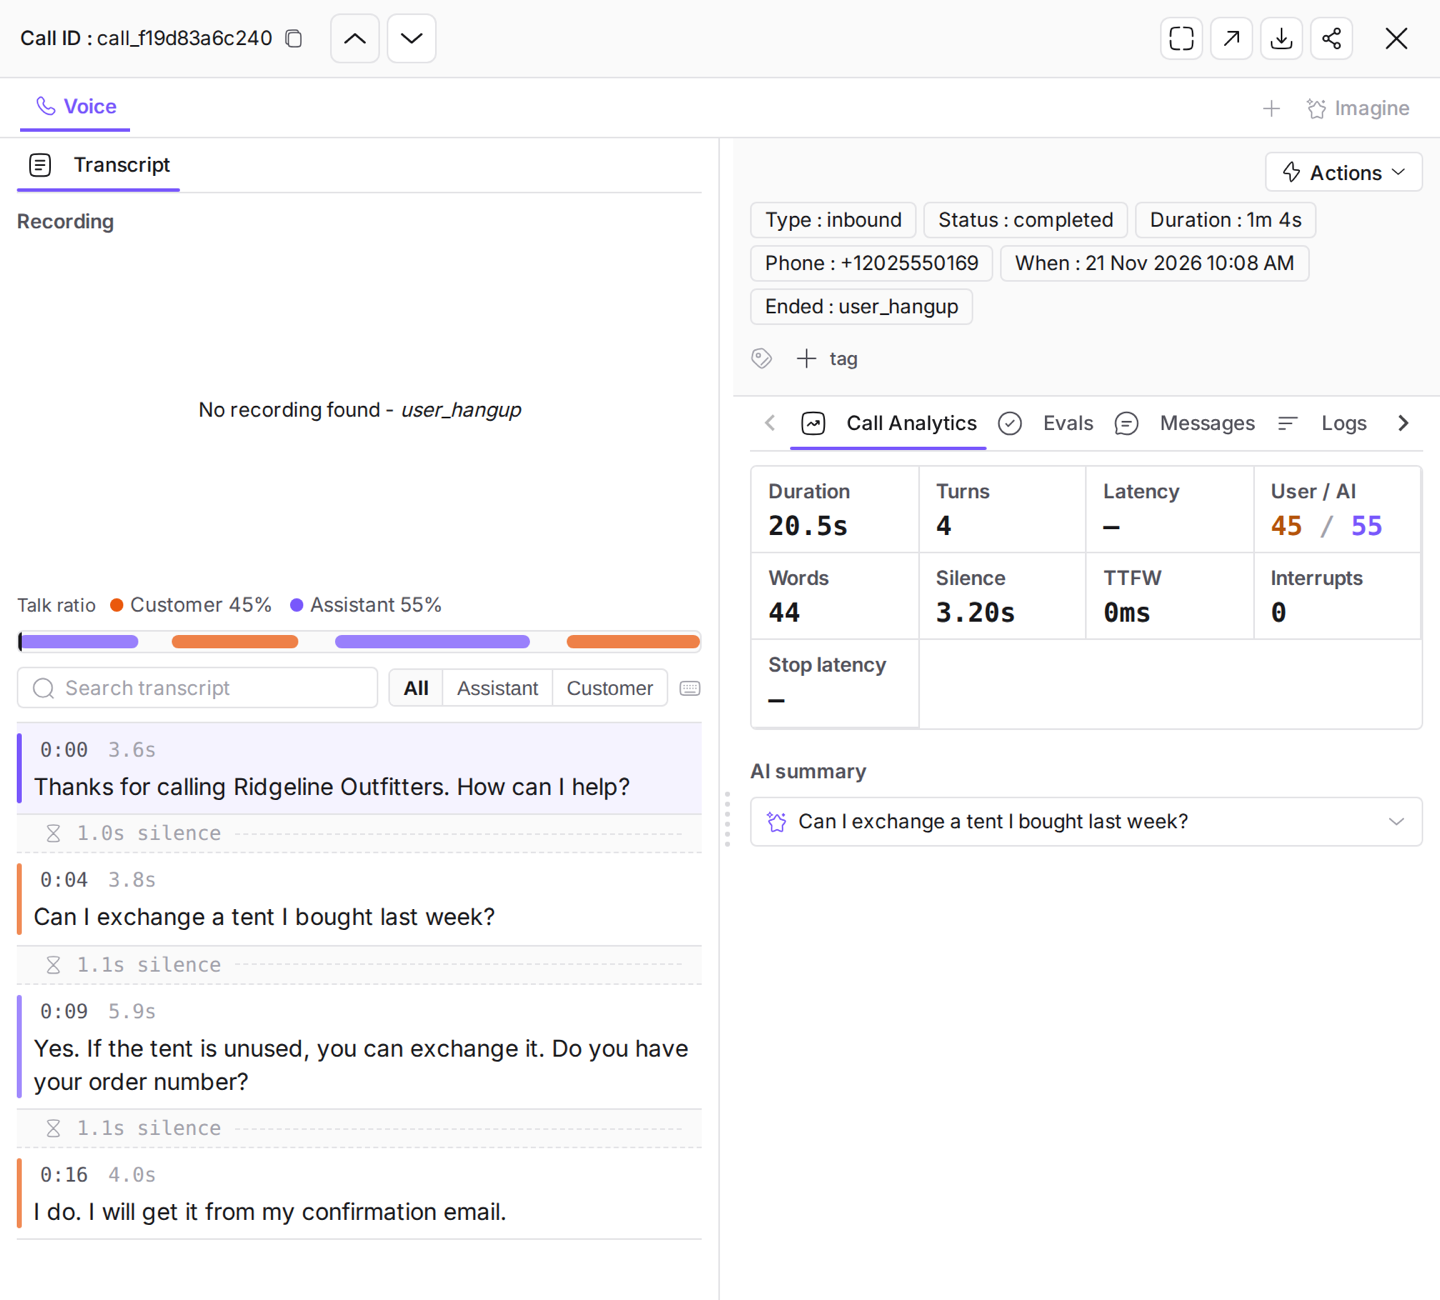 Call ID : call_f19d83a6c240
Voice
Imagine
Transcript
Recording
No recording found - user_hangup
Talk ratio Customer 45% Assistant 55%
Search transcript
All Assistant Customer
0:00 3.6s
Thanks for calling Ridgeline Outfitters. How can I help?
1.0s silence
0:04 3.8s
Can I exchange a tent I bought last week?
1.1s silence
0:09 5.9s
Yes. If the tent is unused, you can exchange it. Do you have
your order number?
1.1s silence
0:16 4.0s
I do. I will get it from my confirmation email.
Actions
Type : inbound Status : completed Duration : 1m 4s
Phone : +12025550169 When : 21 Nov 2026 10:08 AM
Ended : user_hangup
tag
Call Analytics Evals Messages Logs
Duration Turns Latency User / AI
20.5s 4 – 45 / 55
Words Silence TTFW Interrupts
44 3.20s 0ms 0
Stop latency
–
AI summary
Can I exchange a tent I bought last week?